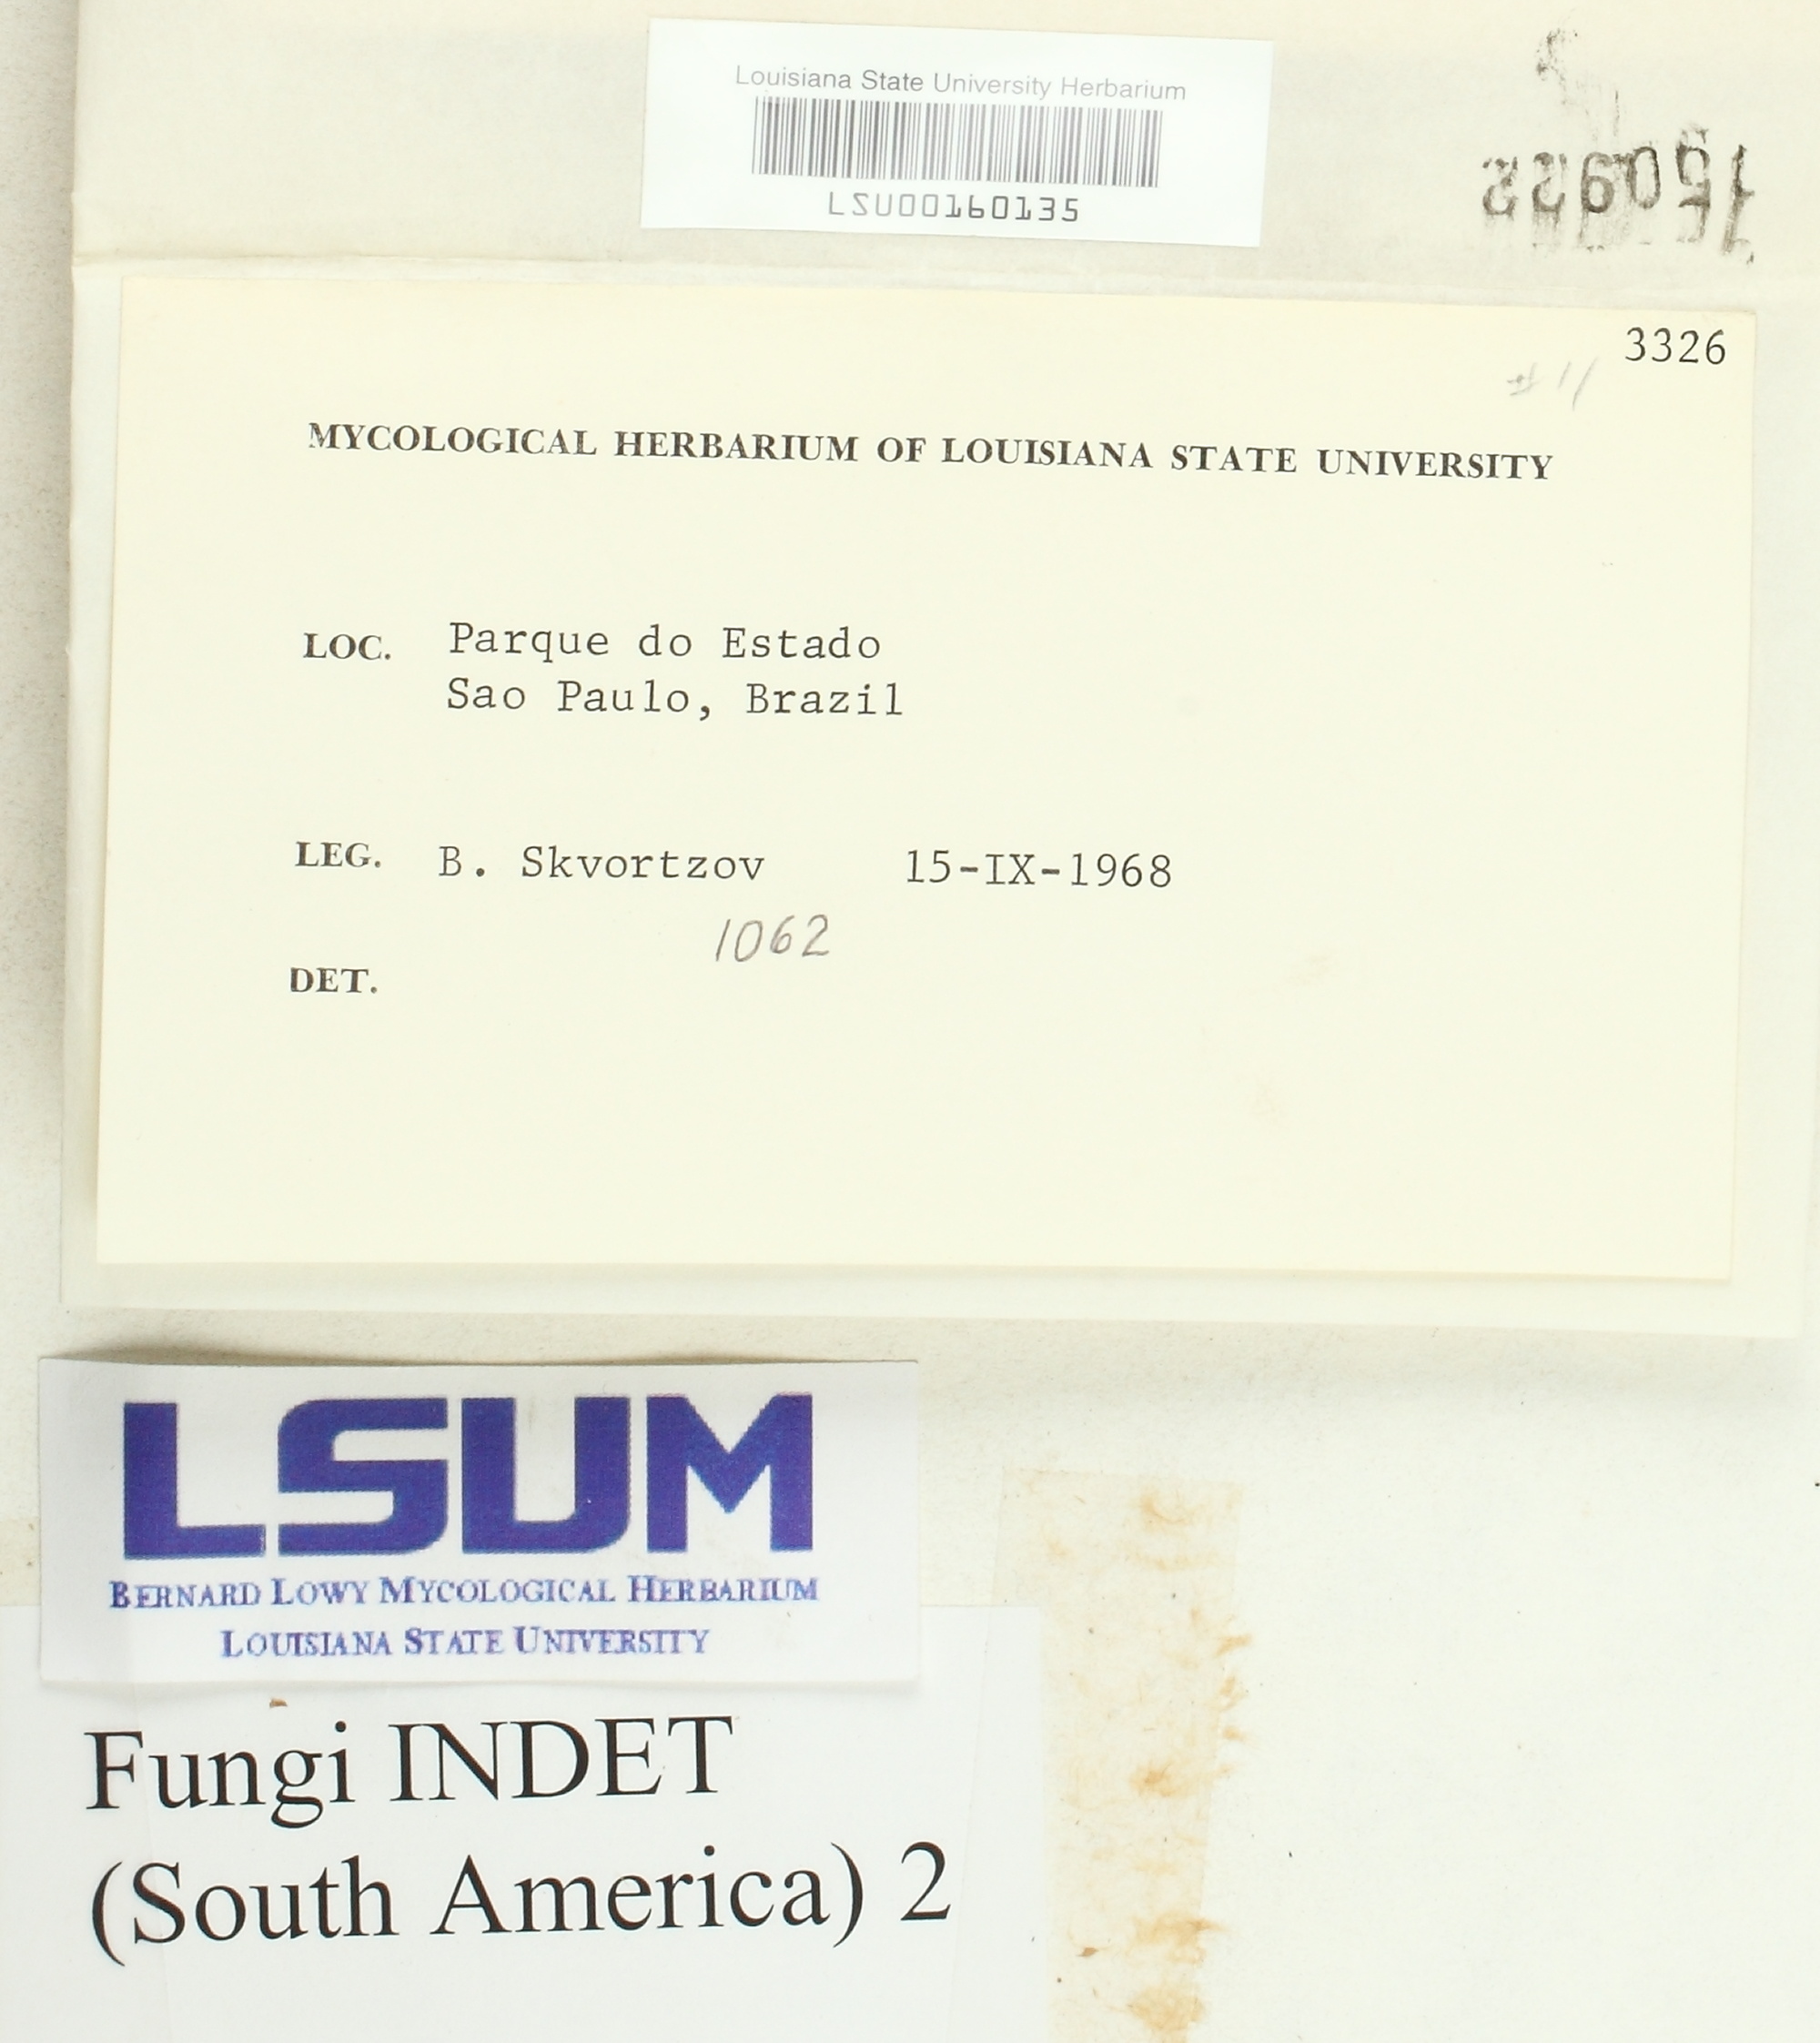 Louisiana State University Herbarium
LSU00160135
150922
3326
#11
MYCOLOGICAL HERBARIUM OF LOUISIANA STATE UNIVERSITY
LOC. Parque do Estado
Sao Paulo, Brazil
LEG. B. Skvortzov 15-IX-1968
1062
DET.
LSUM
BERNARD LOWY MYCOLOGICAL HERBARIUM
LOUISIANA STATE UNIVERSITY
Fungi INDET
(South America) 2